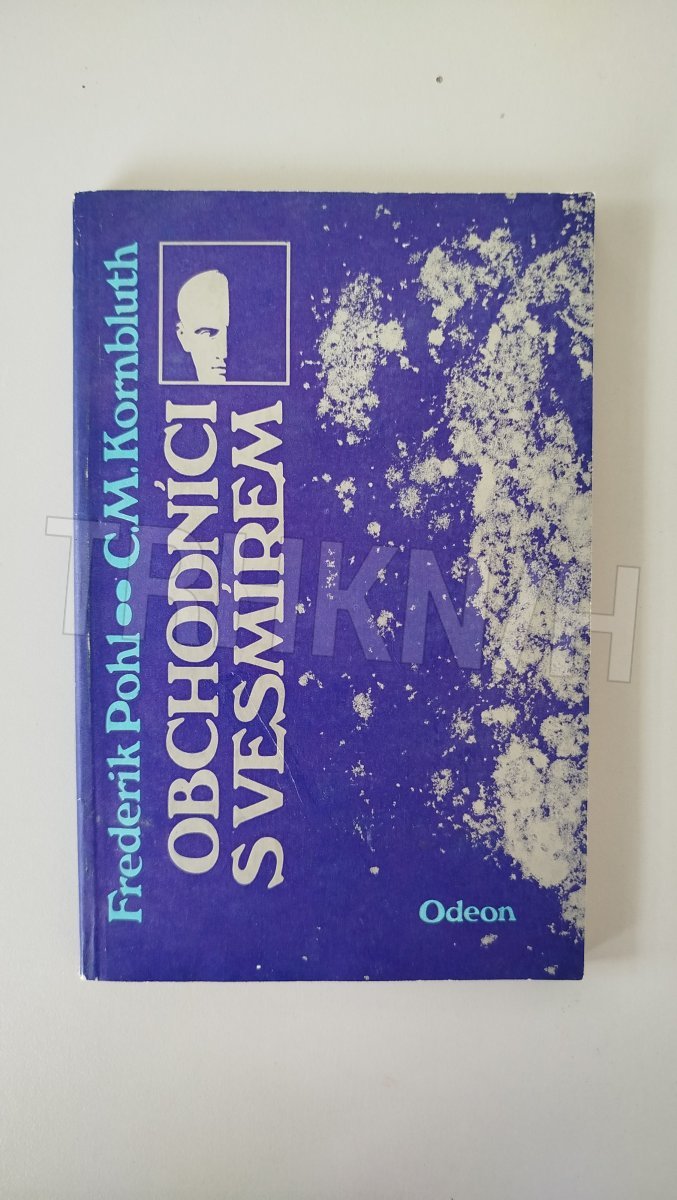 Frederik Pohl •• C.M. Kornbluth
OBCHODNÍCI
S VESMÍREM
Odeon